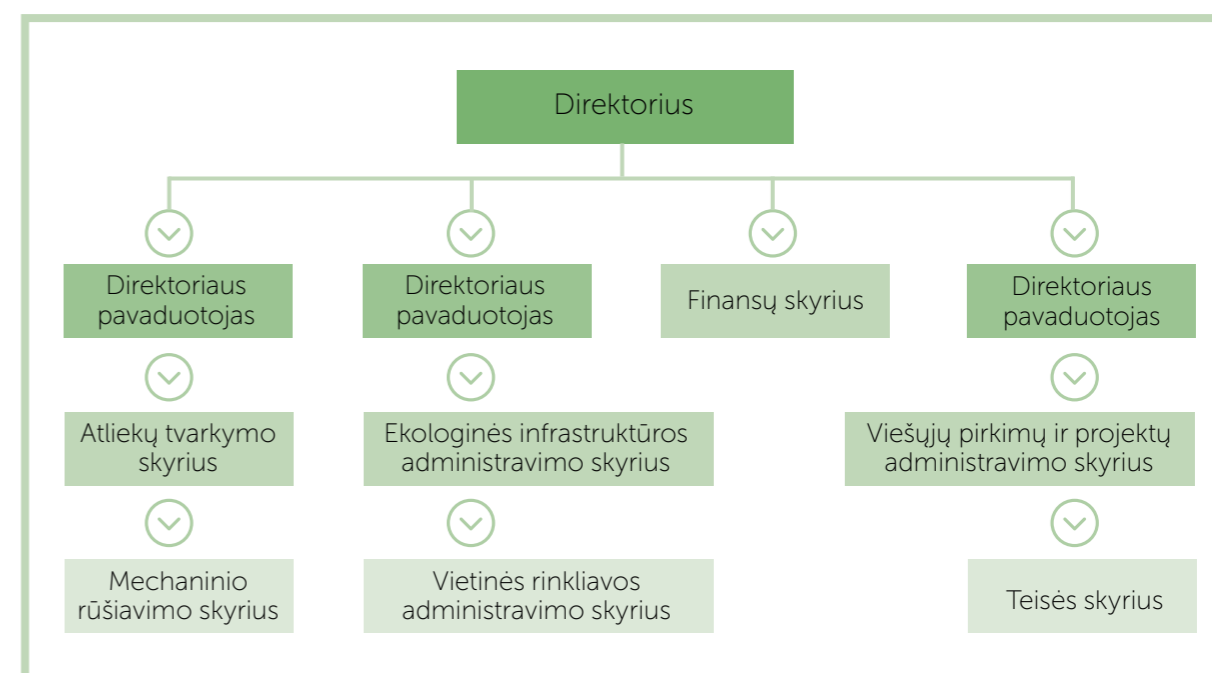 Direktorius
Direktoriaus
pavaduotojas
Direktoriaus
pavaduotojas
Finansų skyrius
Direktoriaus
pavaduotojas
Atliekų tvarkymo
skyrius
Ekologinės infrastruktūros
administravimo skyrius
Viešųjų pirkimų ir projektų
administravimo skyrius
Mechaninio
rūšiavimo skyrius
Vietinės rinkliavos
administravimo skyrius
Teisės skyrius